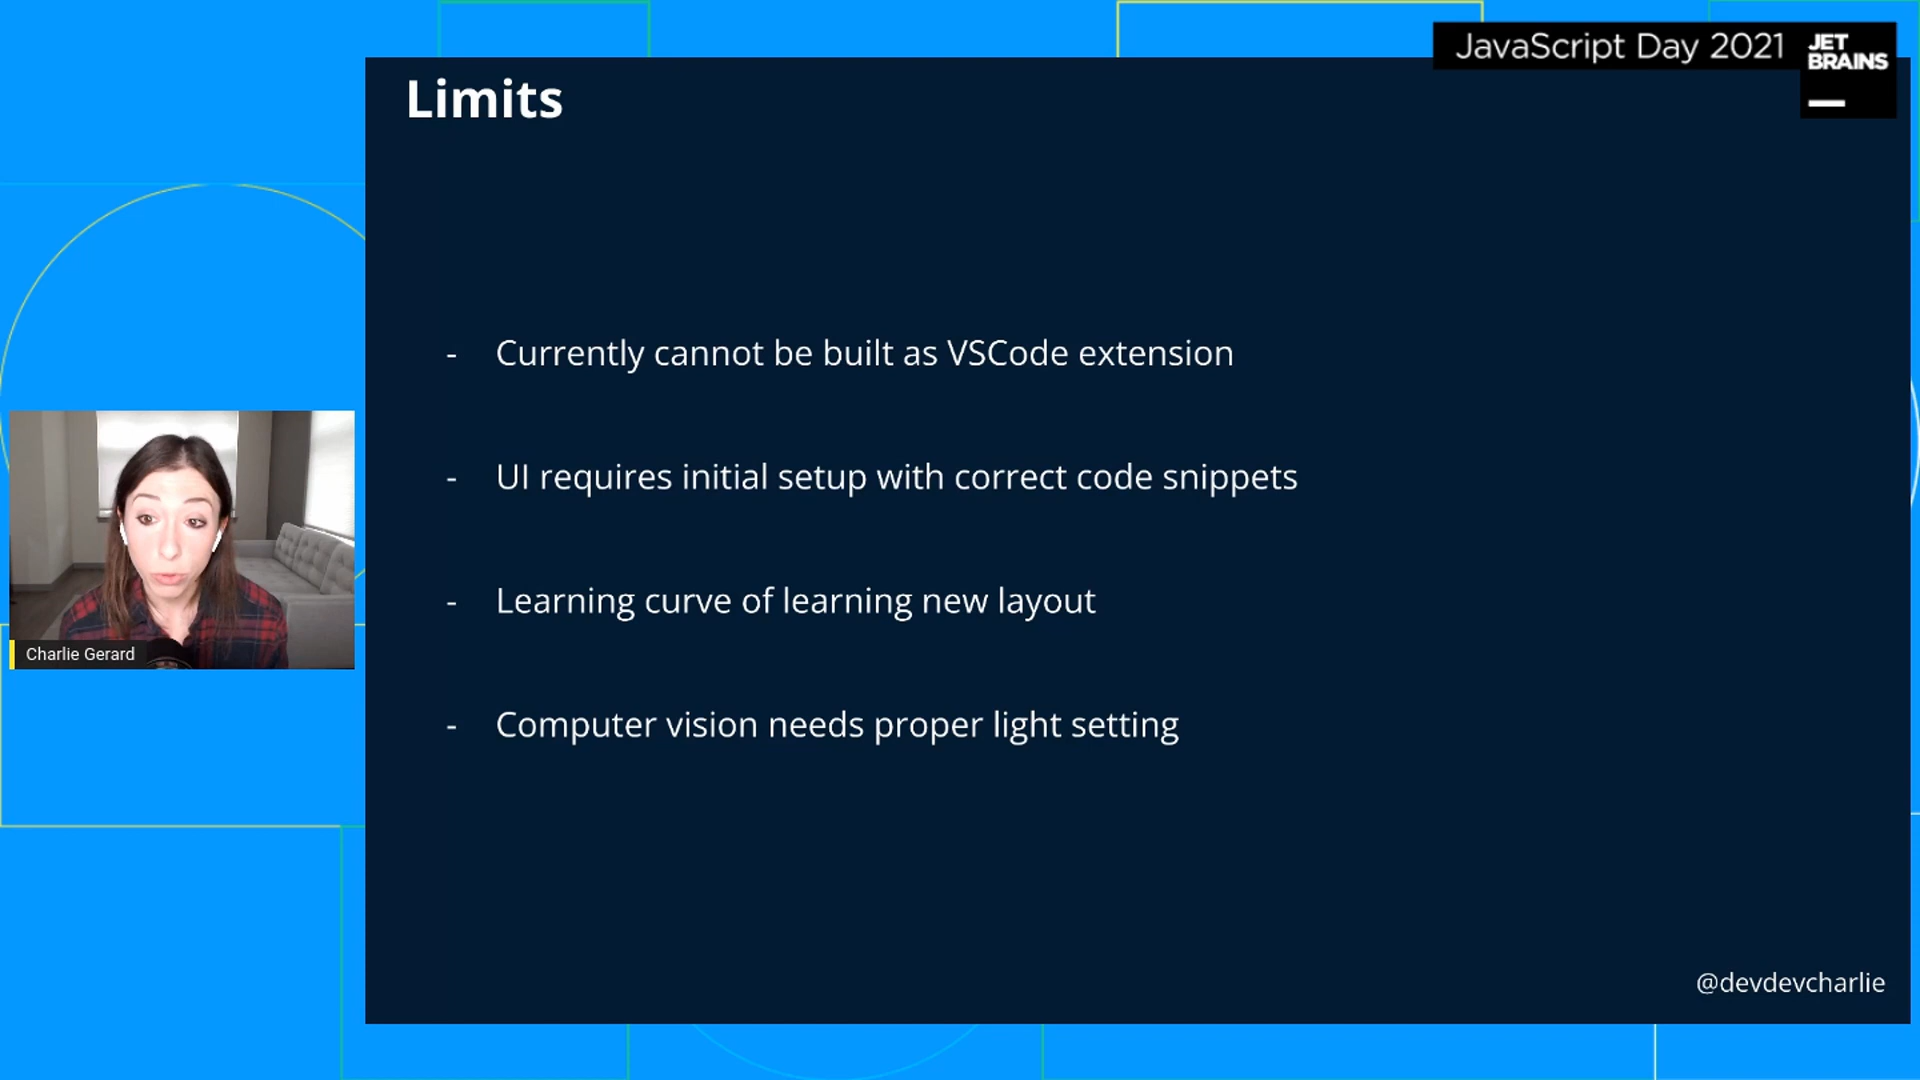 JavaScript Day 2021
JET
BRAINS
Limits
- Currently cannot be built as VSCode extension
- UI requires initial setup with correct code snippets
- Learning curve of learning new layout
- Computer vision needs proper light setting
Charlie Gerard
@devdevcharlie